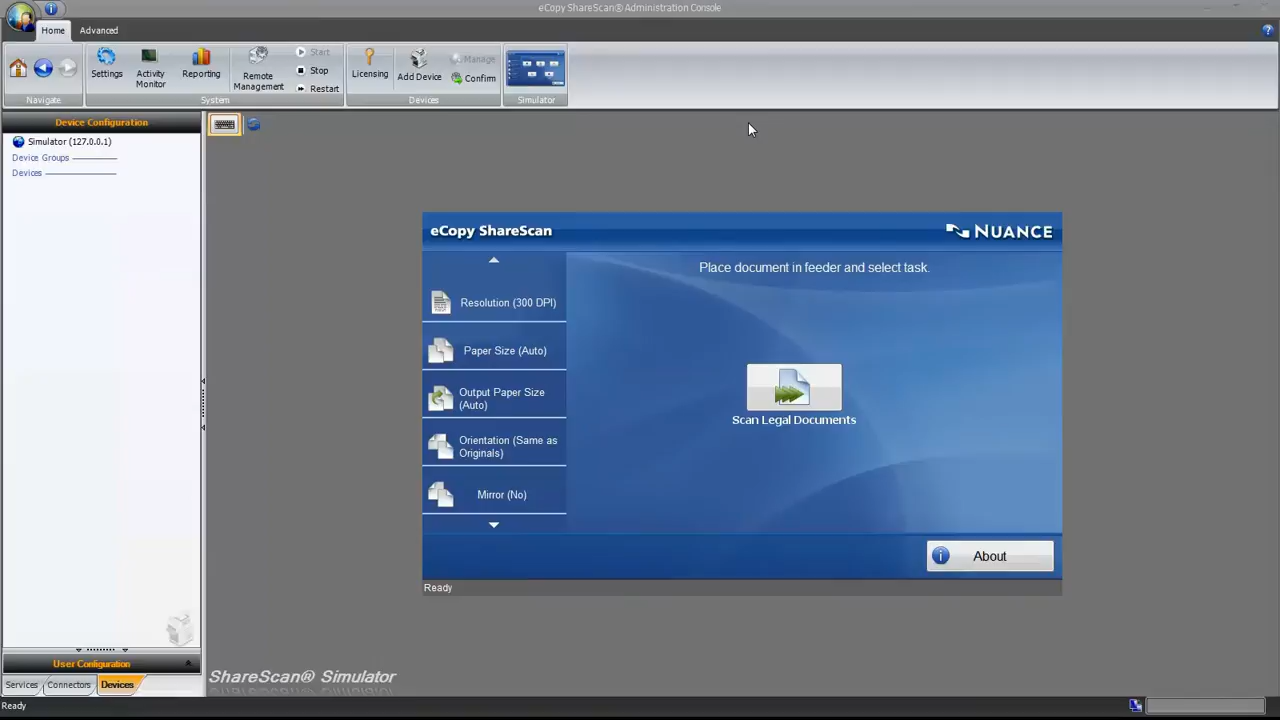 eCopy ShareScan® Administration Console
Home
Advanced
Settings
Activity
Monitor
Reporting
Remote
Management
Start
Stop
Restart
Licensing
Add Device
Manage
Confirm
Navigate
System
Devices
Simulator
Device Configuration
Simulator (127.0.0.1)
Device Groups
Devices
eCopy ShareScan
NUANCE
Place document in feeder and select task.
Resolution (300 DPI)
Paper Size (Auto)
Output Paper Size
(Auto)
Orientation (Same as
Originals)
Mirror (No)
Scan Legal Documents
About
Ready
User Configuration
ShareScan® Simulator
Services
Connectors
Devices
Ready